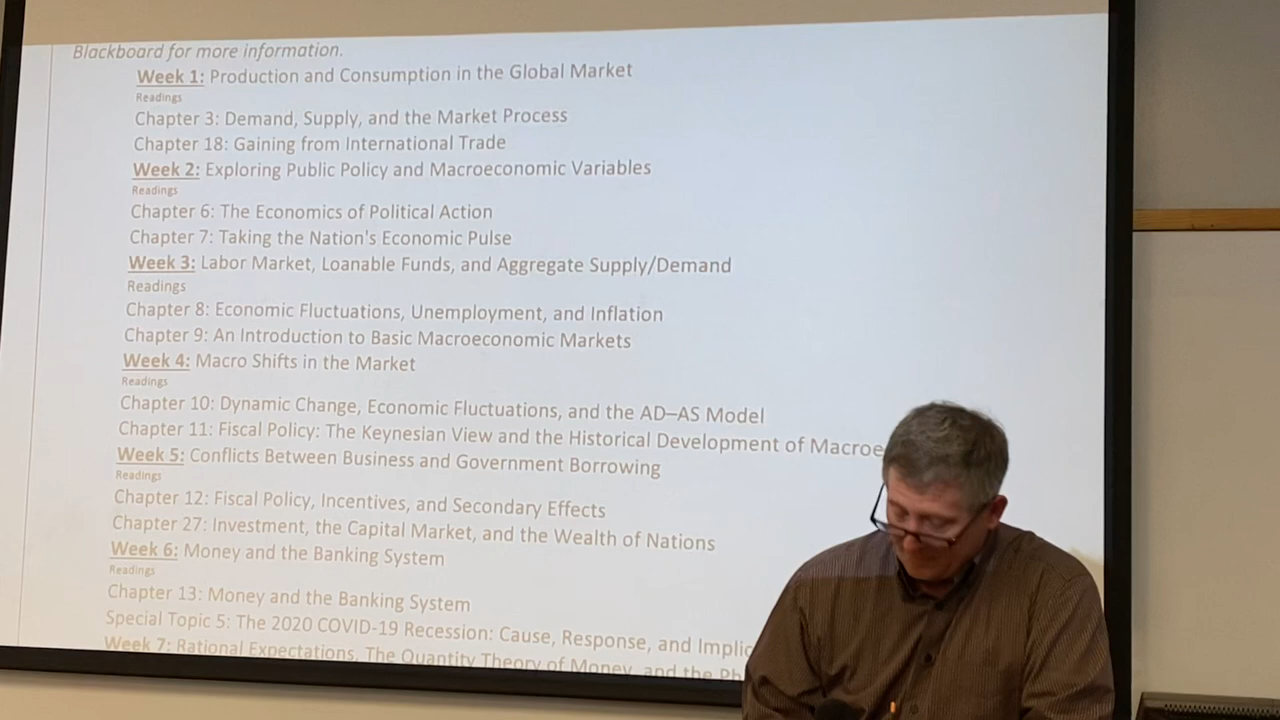 Blackboard for more information.
Week 1: Production and Consumption in the Global Market
Readings
Chapter 3: Demand, Supply, and the Market Process
Chapter 18: Gaining from International Trade
Week 2: Exploring Public Policy and Macroeconomic Variables
Readings
Chapter 6: The Economics of Political Action
Chapter 7: Taking the Nation's Economic Pulse
Week 3: Labor Market, Loanable Funds, and Aggregate Supply/Demand
Readings
Chapter 8: Economic Fluctuations, Unemployment, and Inflation
Chapter 9: An Introduction to Basic Macroeconomic Markets
Week 4: Macro Shifts in the Market
Readings
Chapter 10: Dynamic Change, Economic Fluctuations, and the AD–AS Model
Chapter 11: Fiscal Policy: The Keynesian View and the Historical Development of Macroe
Week 5: Conflicts Between Business and Government Borrowing
Readings
Chapter 12: Fiscal Policy, Incentives, and Secondary Effects
Chapter 27: Investment, the Capital Market, and the Wealth of Nations
Week 6: Money and the Banking System
Readings
Chapter 13: Money and the Banking System
Special Topic 5: The 2020 COVID-19 Recession: Cause, Response, and Implic
Week 7: Rational Expectations, The Quantity Theory of Money, and the Ph